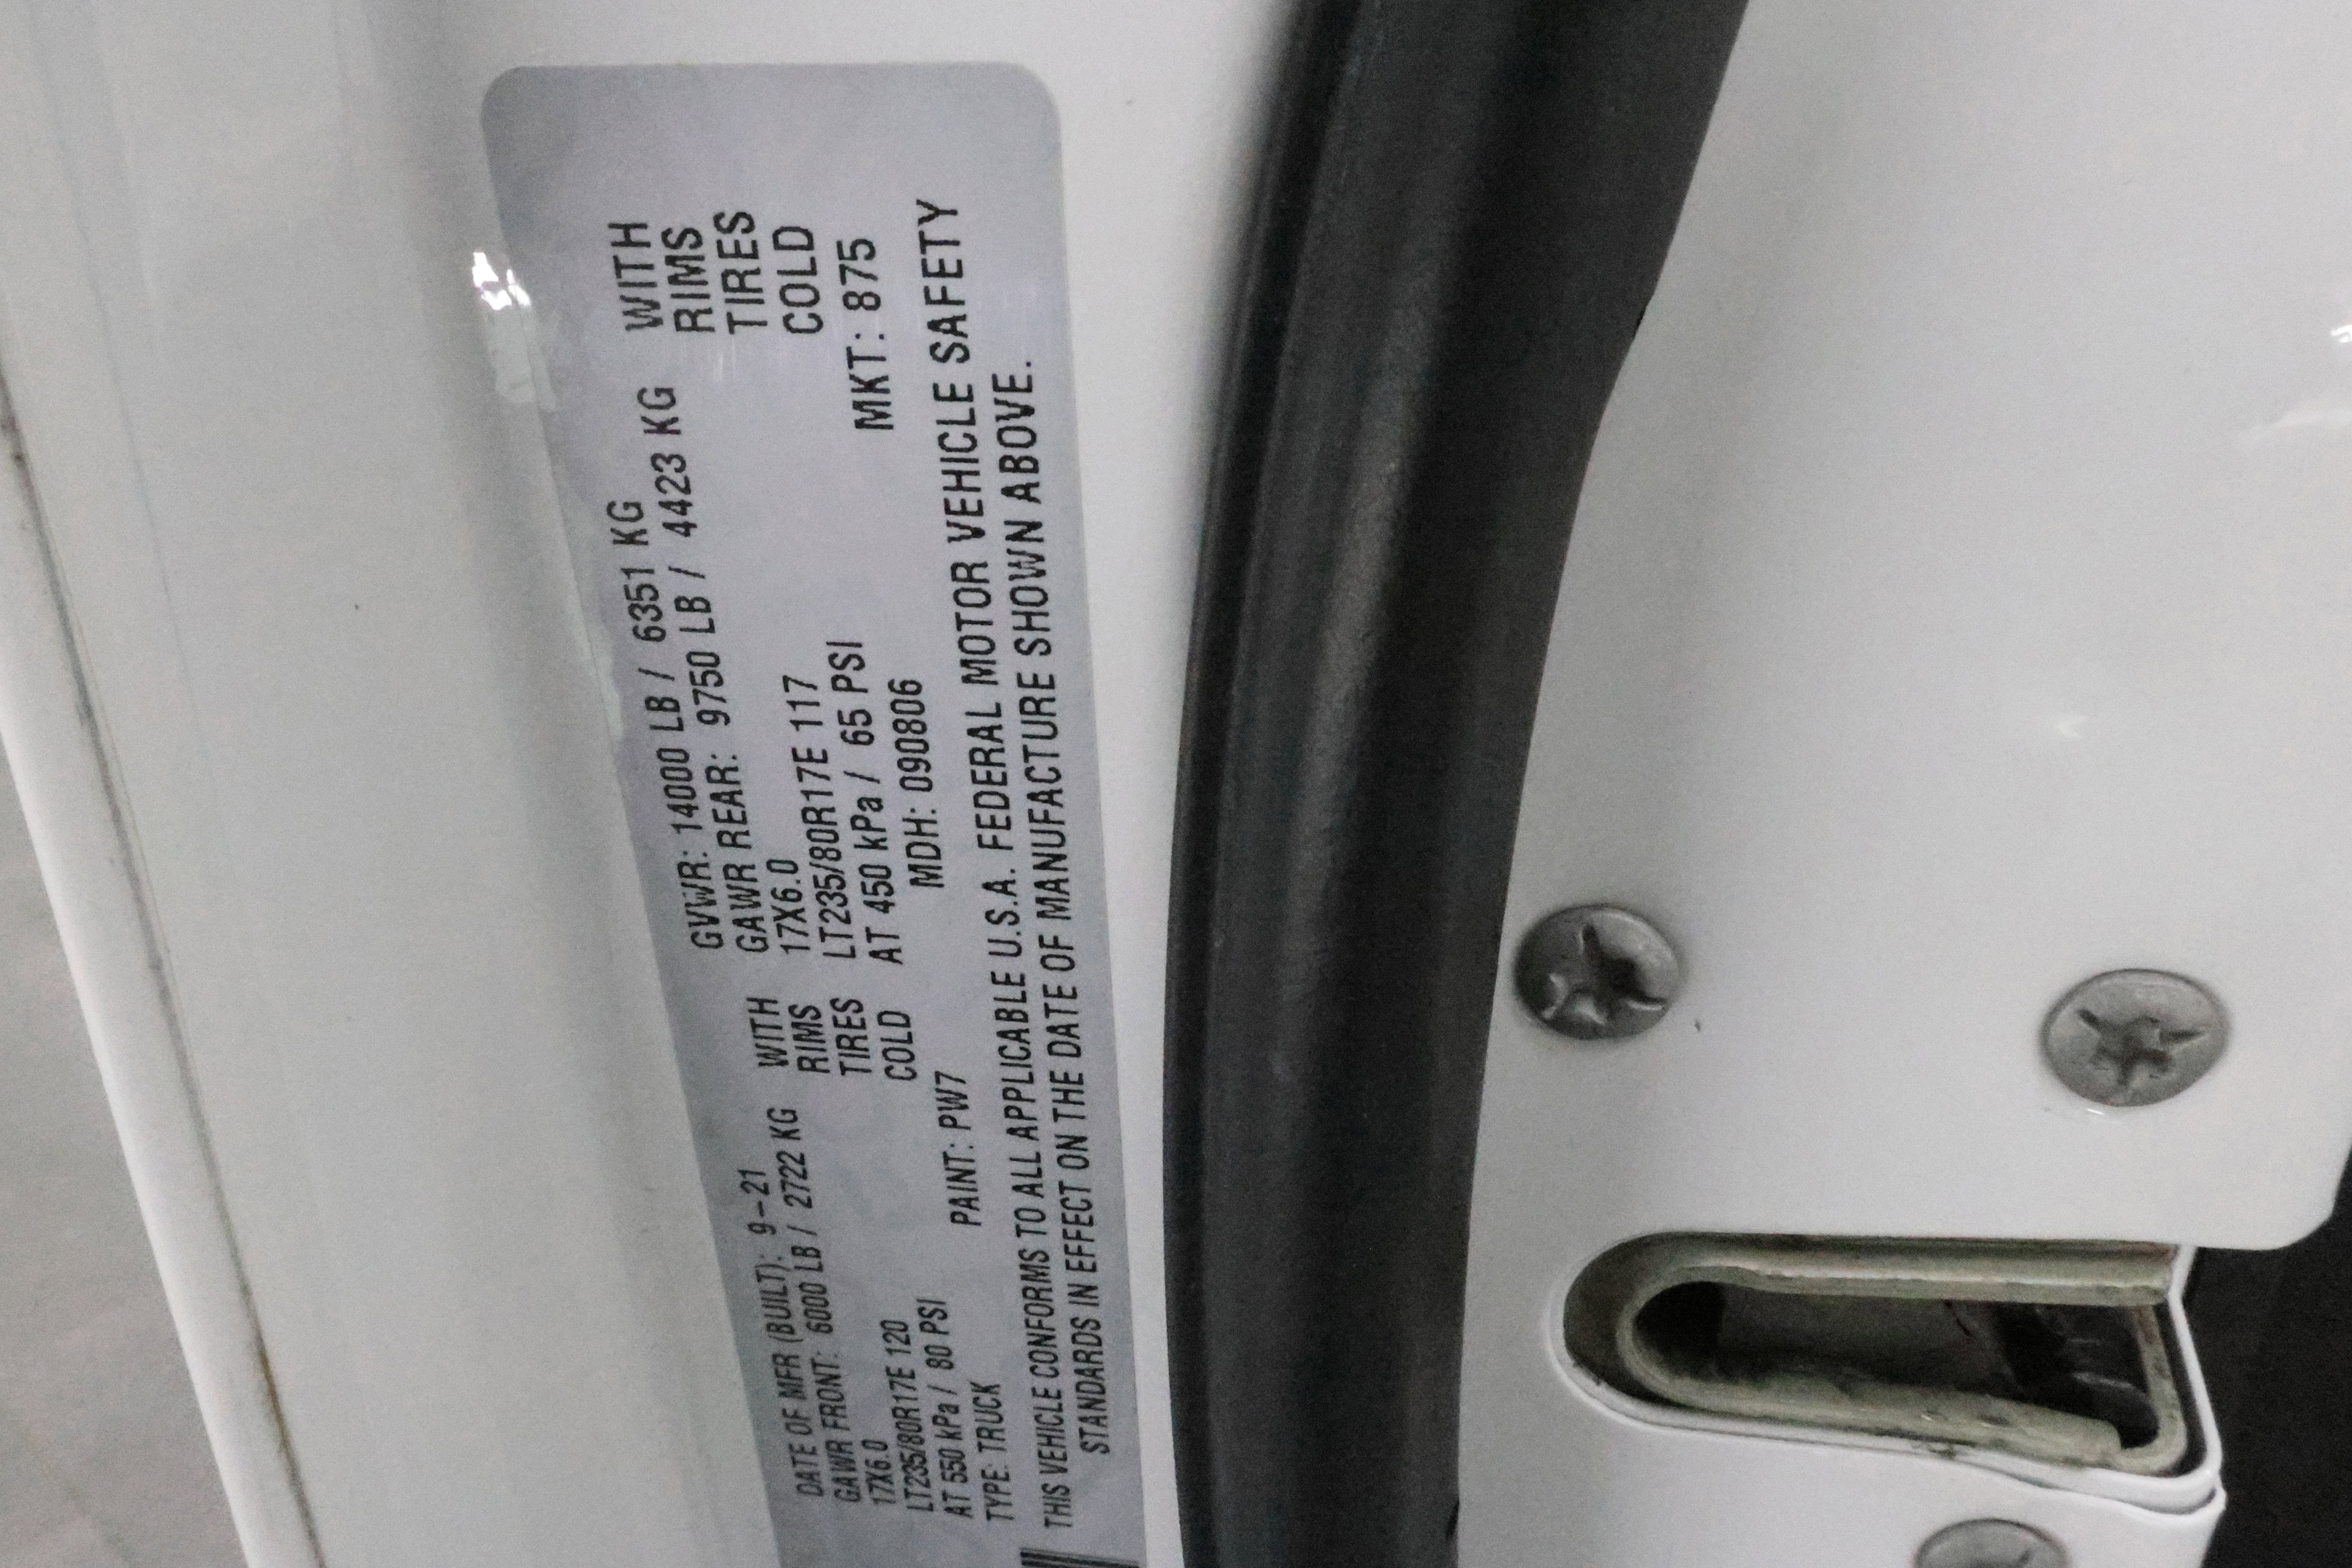 DATE OF MFR (BUILT): 9-21 GVWR: 14000 LB / 6351 KG
GAWR FRONT: 6000 LB / 2722 KG WITH GAWR REAR: 9750 LB / 4423 KG WITH
17X6.0 RIMS 17X6.0 RIMS
LT235/80R17E 120 TIRES LT235/80R17E 117 TIRES
AT 550 kPa / 80 PSI COLD AT 450 kPa / 65 PSI COLD
TYPE: TRUCK PAINT: PW7 MDH: 090806 MKT: 875
THIS VEHICLE CONFORMS TO ALL APPLICABLE U.S.A. FEDERAL MOTOR VEHICLE SAFETY
STANDARDS IN EFFECT ON THE DATE OF MANUFACTURE SHOWN ABOVE.